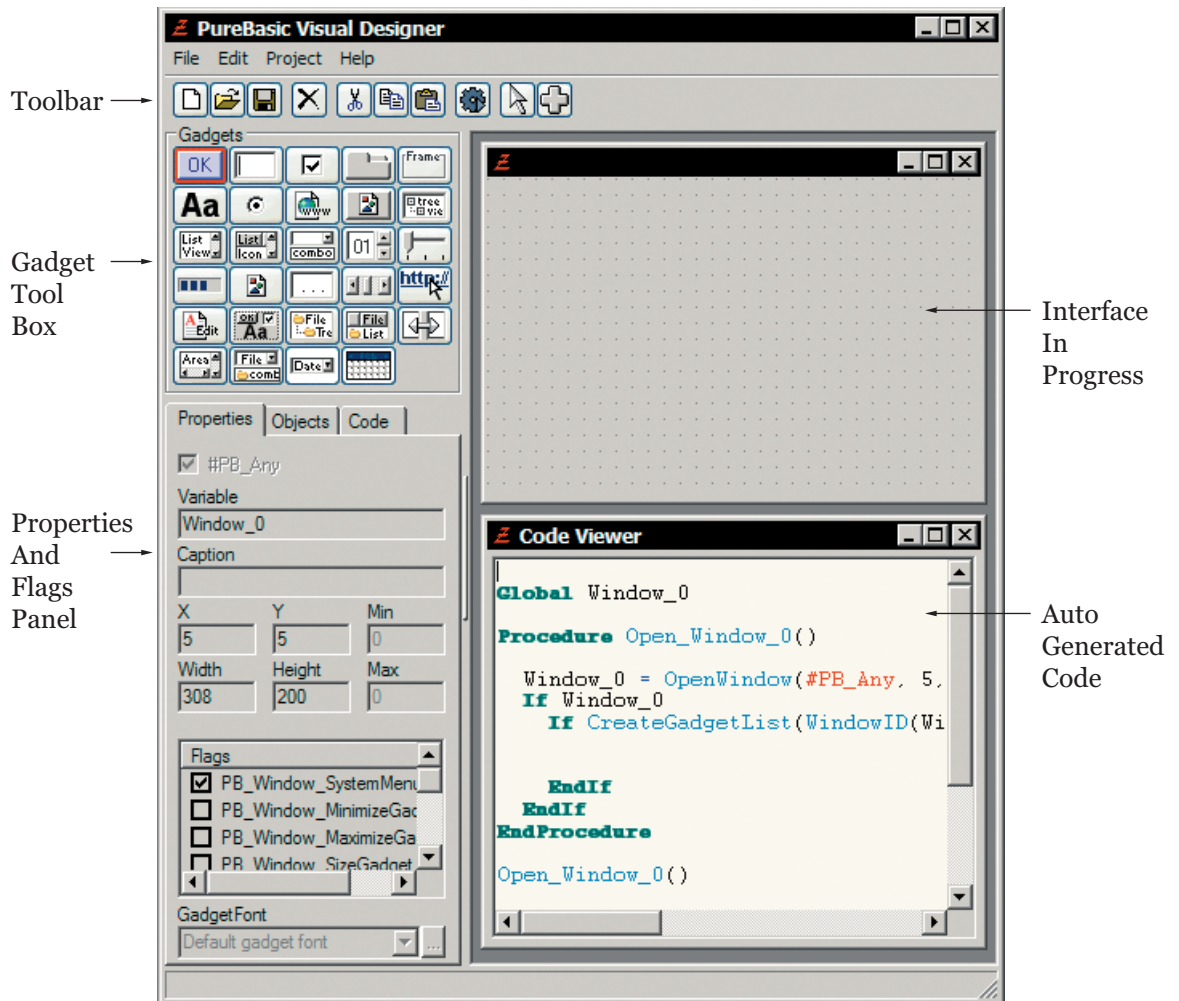 PureBasic Visual Designer
File Edit Project Help
Toolbar
Gadgets
OK
Frame
Aa
www
tree
vie
List
View
List
Icon
combo
01
...
http://
Edit
OK
Aa
File
Tre
File
List
Area
File
comb
Date
Gadget
Tool
Box
Properties Objects Code
#PB_Any
Variable
Window_0
Caption
X Y Min
5 5 0
Width Height Max
308 200 0
Flags
PB_Window_SystemMenu
PB_Window_MinimizeGad
PB_Window_MaximizeGa
PB_Window_SizeGadget
GadgetFont
Default gadget font
...
Properties
And
Flags
Panel
Interface
In
Progress
Code Viewer
Global Window_0
Procedure Open_Window_0()
Window_0 = OpenWindow(#PB_Any, 5,
If Window_0
If CreateGadgetList(WindowID(Wi
EndIf
EndIf
EndProcedure
Open_Window_0()
Auto
Generated
Code